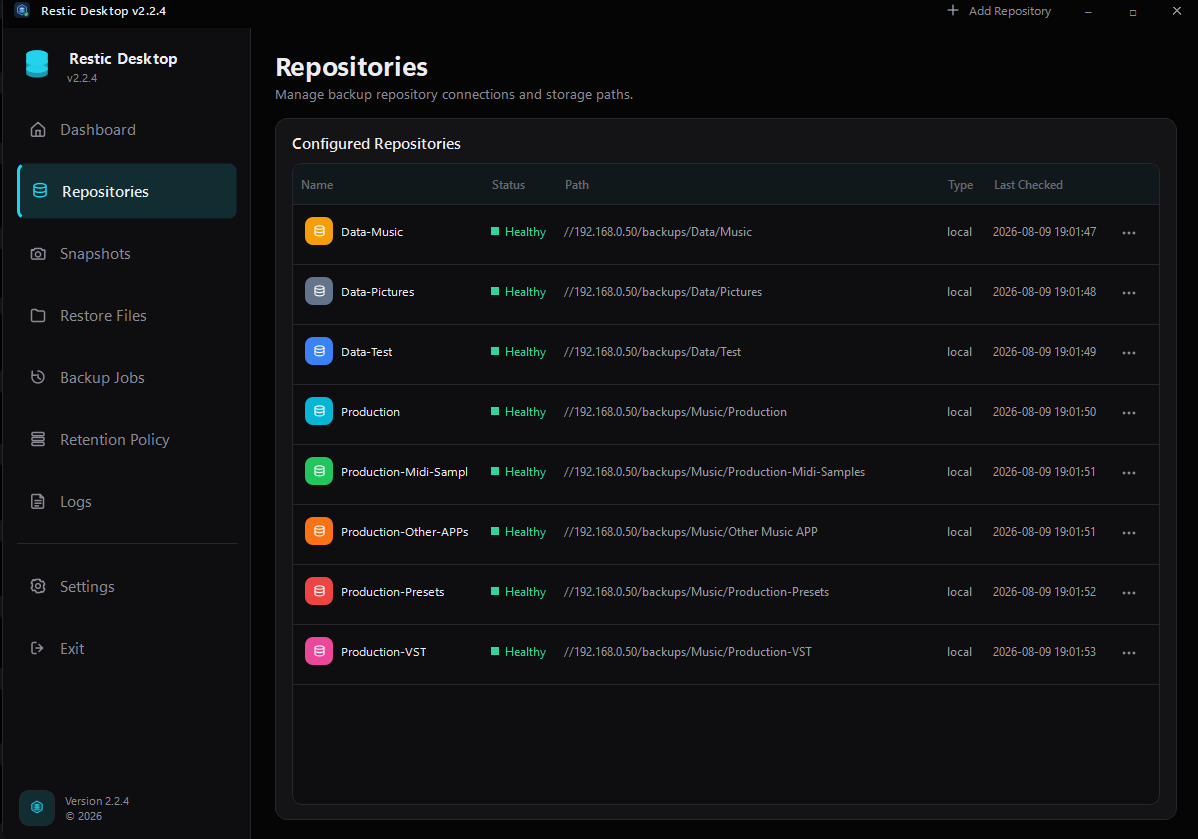 Restic Desktop v2.2.4
Add Repository
Restic Desktop
v2.2.4
Dashboard
Repositories
Snapshots
Restore Files
Backup Jobs
Retention Policy
Logs
Settings
Exit
Version 2.2.4
© 2026
Repositories
Manage backup repository connections and storage paths.
Configured Repositories
Name Status Path Type Last Checked
Data-Music Healthy //192.168.0.50/backups/Data/Music local 2026-08-09 19:01:47
Data-Pictures Healthy //192.168.0.50/backups/Data/Pictures local 2026-08-09 19:01:48
Data-Test Healthy //192.168.0.50/backups/Data/Test local 2026-08-09 19:01:49
Production Healthy //192.168.0.50/backups/Music/Production local 2026-08-09 19:01:50
Production-Midi-Sampl Healthy //192.168.0.50/backups/Music/Production-Midi-Samples local 2026-08-09 19:01:51
Production-Other-APPs Healthy //192.168.0.50/backups/Music/Other Music APP local 2026-08-09 19:01:51
Production-Presets Healthy //192.168.0.50/backups/Music/Production-Presets local 2026-08-09 19:01:52
Production-VST Healthy //192.168.0.50/backups/Music/Production-VST local 2026-08-09 19:01:53